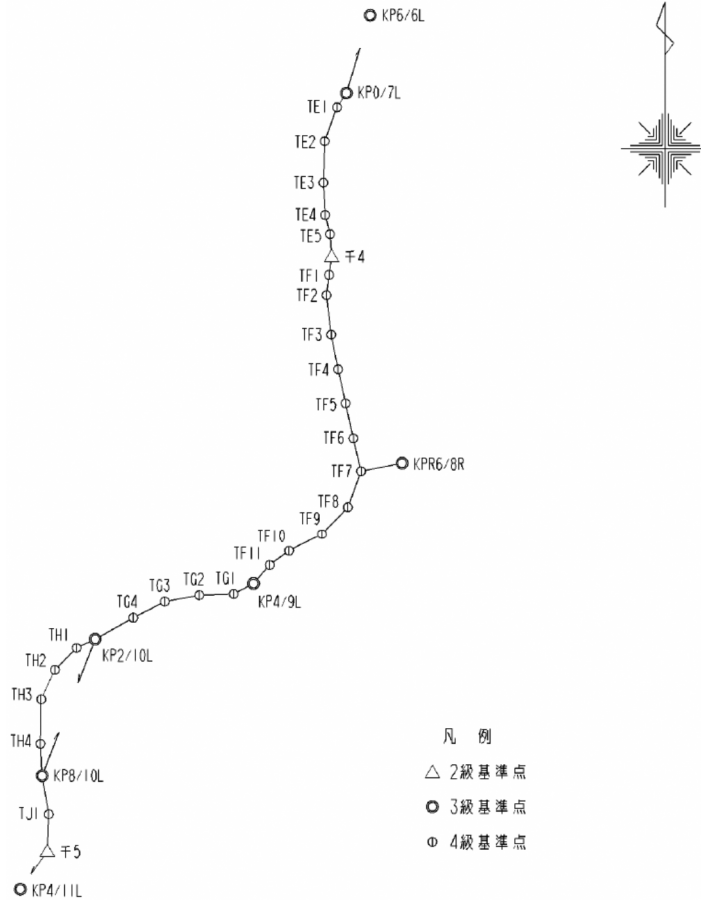 KP6/6L
KP0/7L
TE1
TE2
TE3
TE4
TE5
千4
TF1
TF2
TF3
TF4
TF5
TF6
TF7
KPR6/8R
TF8
TF9
TF10
TF11
KP4/9L
TG1
TG2
TG3
TG4
TH1
KP2/10L
TH2
TH3
TH4
KP8/10L
TJ1
千5
KP4/11L
凡 例
2級基準点
3級基準点
4級基準点